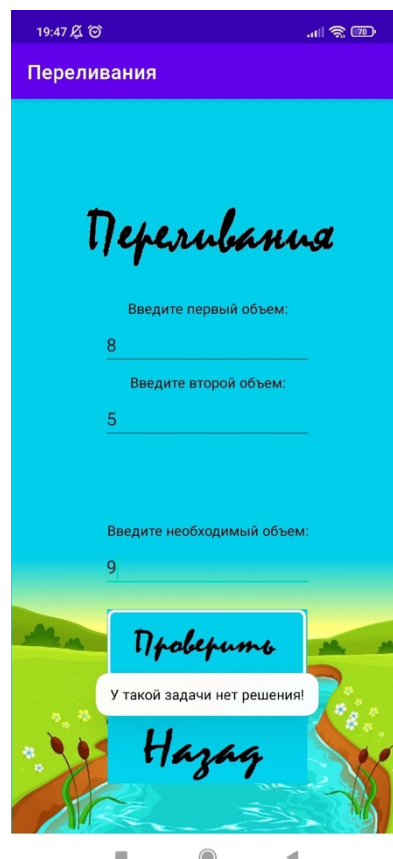 19:47
70
Переливания
Переливания
Введите первый объем:
8
Введите второй объем:
5
Введите необходимый объем:
9
Проверить
У такой задачи нет решения!
Назад